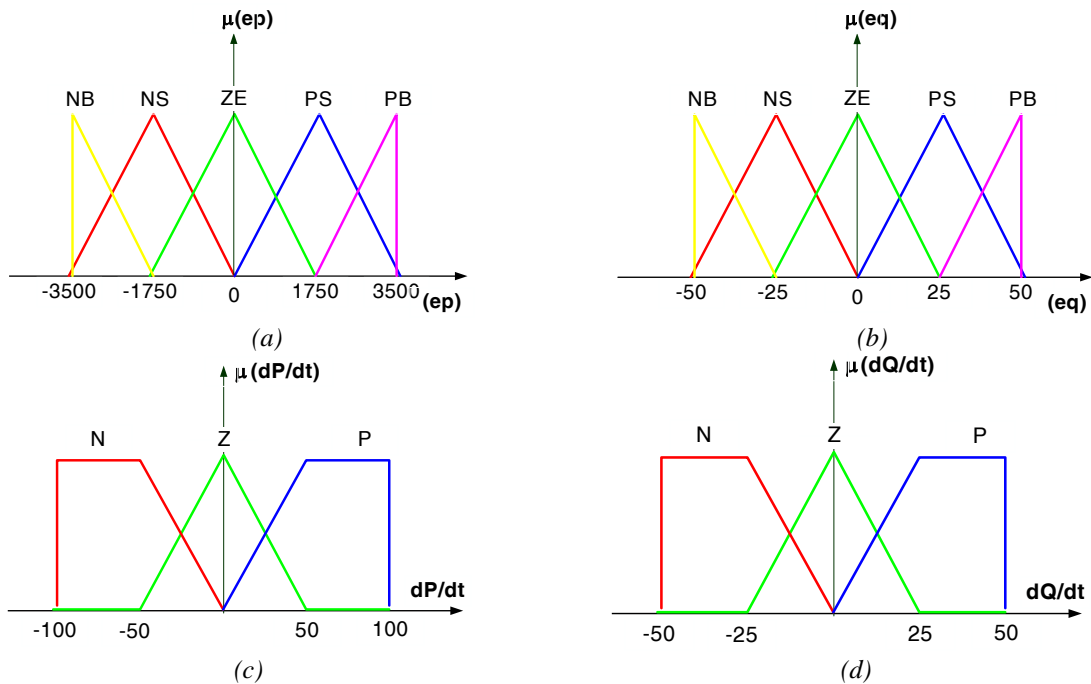 μ(ep)
NB NS ZE PS PB
-3500 -1750 0 1750 3500
(ep)
(a)
μ(eq)
NB NS ZE PS PB
-50 -25 0 25 50
(eq)
(b)
μ(dP/dt)
N Z P
dP/dt
-100 -50 50 100
(c)
μ(dQ/dt)
N Z P
dQ/dt
-50 -25 25 50
(d)